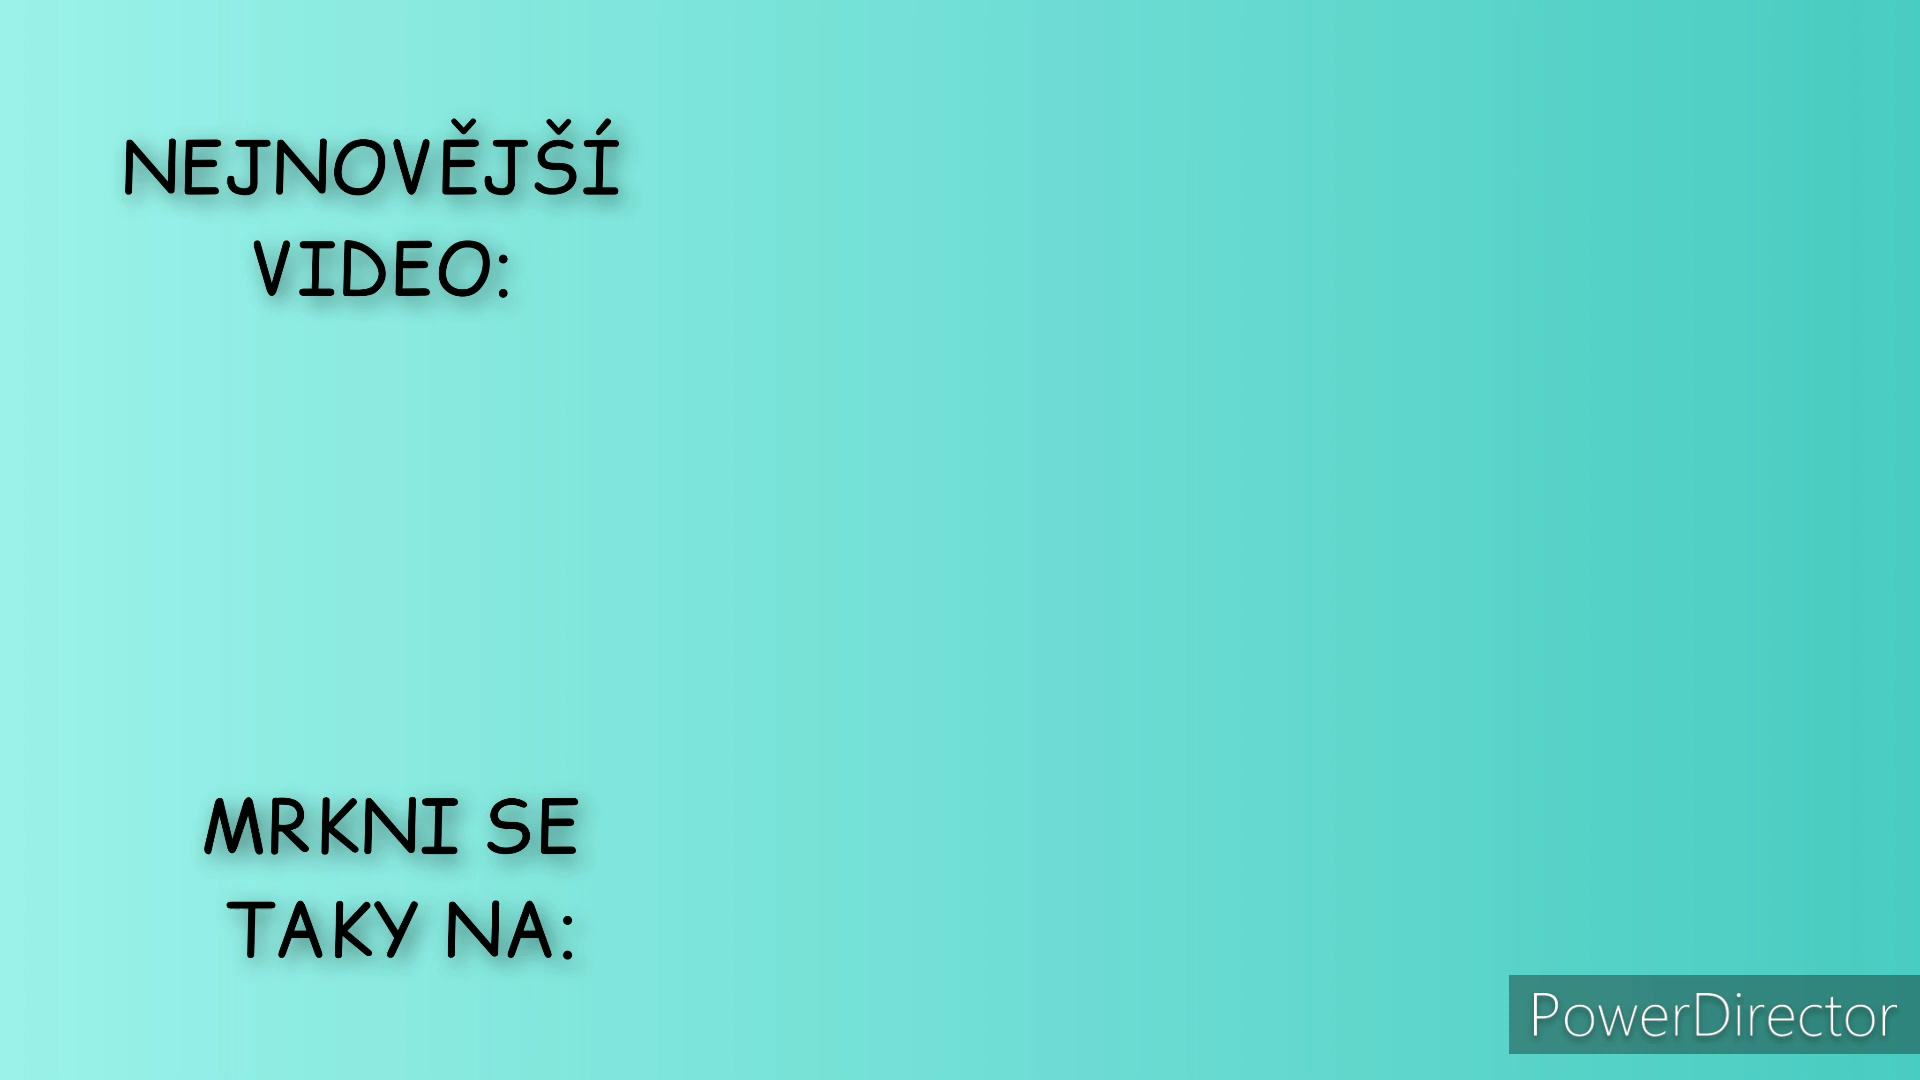 NEJNOVĚJŠÍ
VIDEO:
MRKNI SE
TAKY NA:
PowerDirector